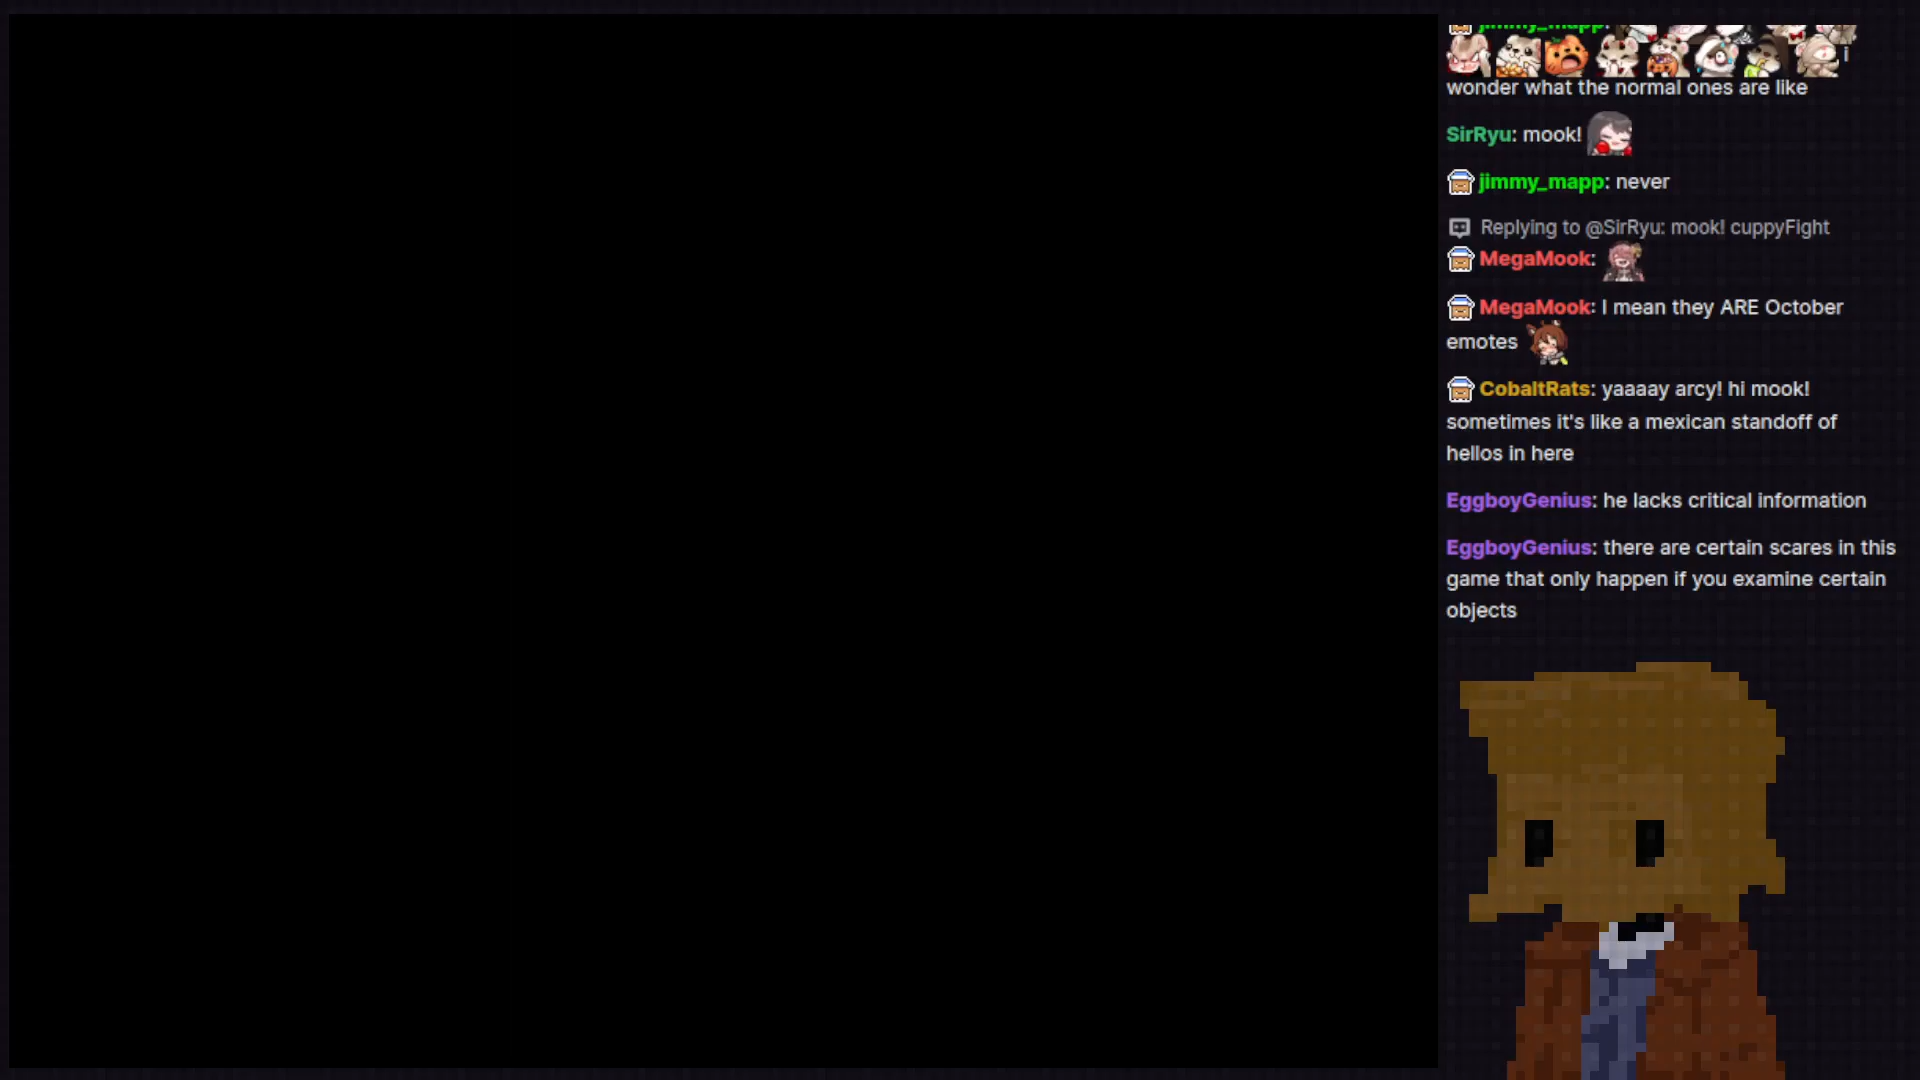 jimmy_mapp: i
wonder what the normal ones are like
SirRyu: mook!
jimmy_mapp: never
Replying to @SirRyu: mook! cuppyFight
MegaMook:
MegaMook: I mean they ARE October
emotes
CobaltRats: yaaaay arcy! hi mook!
sometimes it's like a mexican standoff of
hellos in here
EggboyGenius: he lacks critical information
EggboyGenius: there are certain scares in this
game that only happen if you examine certain
objects